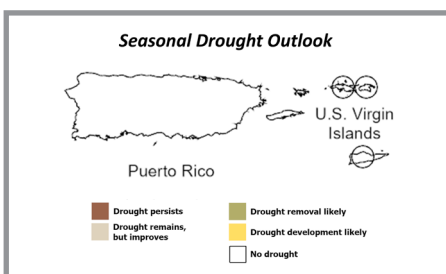 Seasonal Drought Outlook
U.S. Virgin
Islands
Puerto Rico
Drought persists
Drought remains,
but improves
Drought removal likely
Drought development likely
No drought